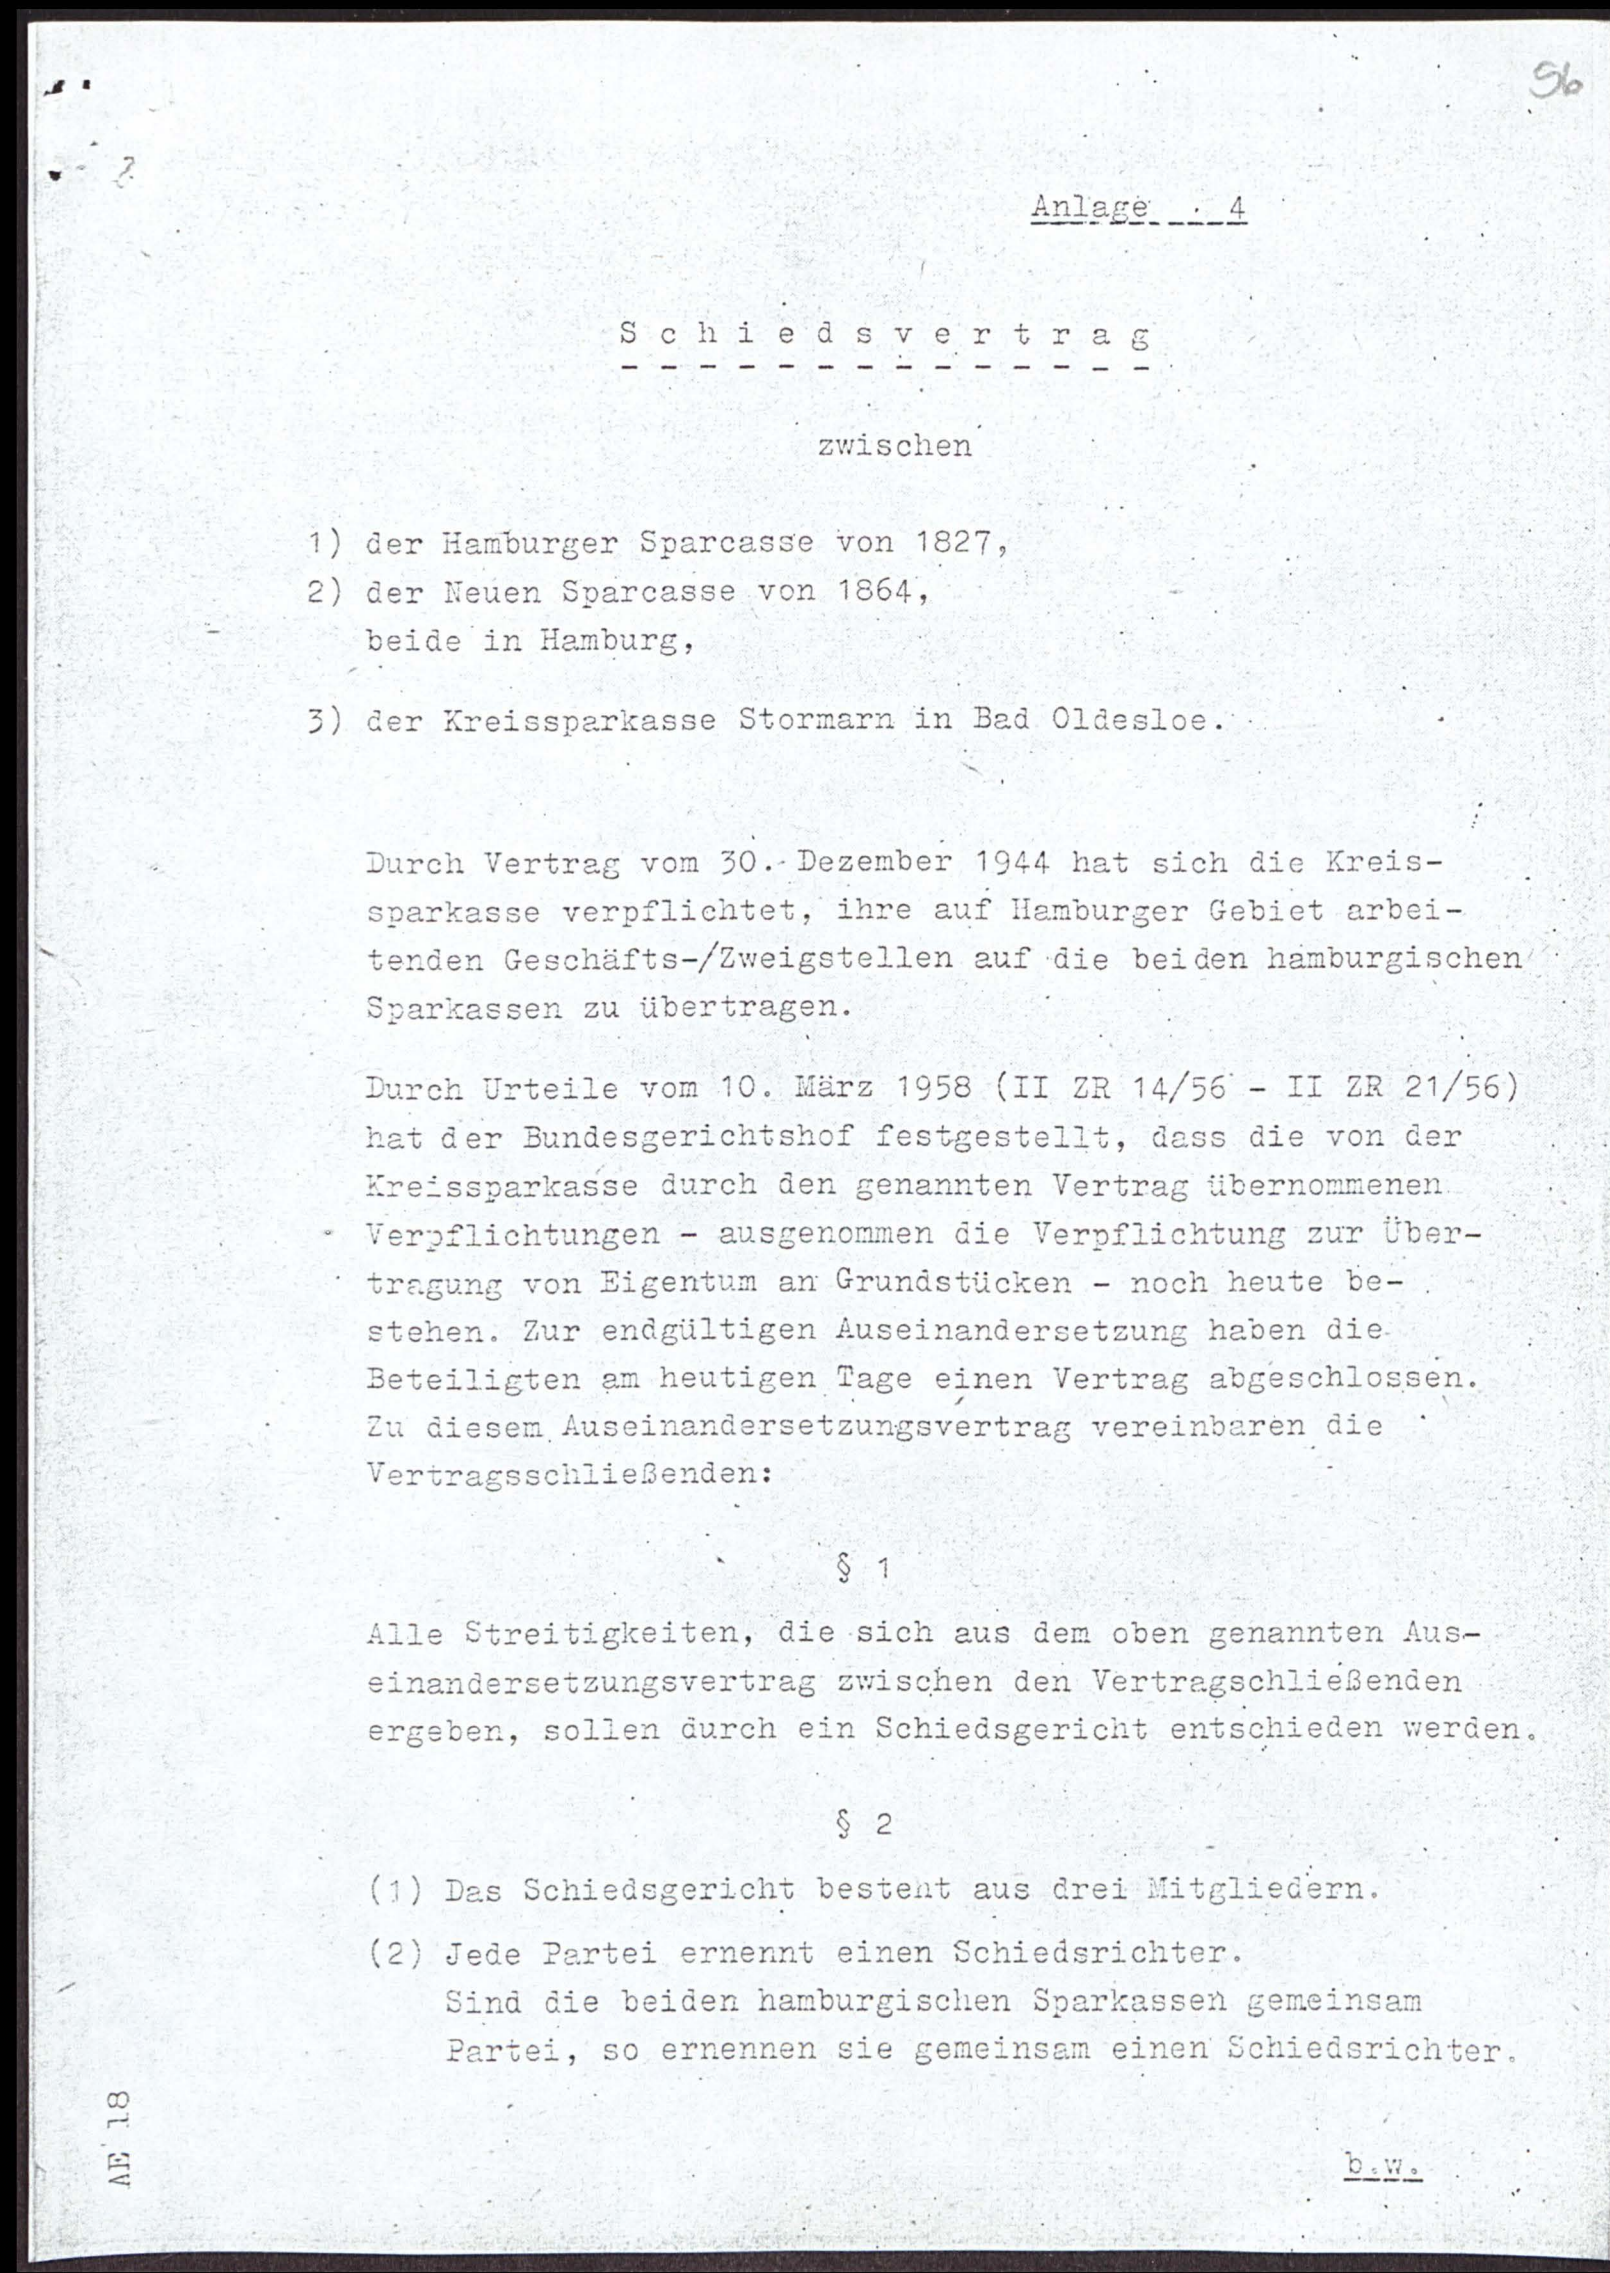 56
Anlage 4
Schiedsvertrag
zwischen
1) der Hamburger Sparcasse von 1827,
2) der Neuen Sparcasse von 1864,
beide in Hamburg,
3) der Kreissparkasse Stormarn in Bad Oldesloe.
Durch Vertrag vom 30. Dezember 1944 hat sich die Kreis-
sparkasse verpflichtet, ihre auf Hamburger Gebiet arbei-
tenden Geschäfts-/Zweigstellen auf die beiden hamburgischen
Sparkassen zu übertragen.
Durch Urteile vom 10. März 1958 (II ZR 14/56 - II ZR 21/56)
hat der Bundesgerichtshof festgestellt, dass die von der
Kreissparkasse durch den genannten Vertrag übernommenen
Verpflichtungen - ausgenommen die Verpflichtung zur Über-
tragung von Eigentum an Grundstücken - noch heute be-
stehen. Zur endgültigen Auseinandersetzung haben die
Beteiligten am heutigen Tage einen Vertrag abgeschlossen.
Zu diesem Auseinandersetzungsvertrag vereinbaren die
Vertragsschließenden:
§ 1
Alle Streitigkeiten, die sich aus dem oben genannten Aus-
einandersetzungsvertrag zwischen den Vertragschließenden
ergeben, sollen durch ein Schiedsgericht entschieden werden.
§ 2
(1) Das Schiedsgericht besteht aus drei Mitgliedern.
(2) Jede Partei ernennt einen Schiedsrichter.
Sind die beiden hamburgischen Sparkassen gemeinsam
Partei, so ernennen sie gemeinsam einen Schiedsrichter.
AE 18
b.w.